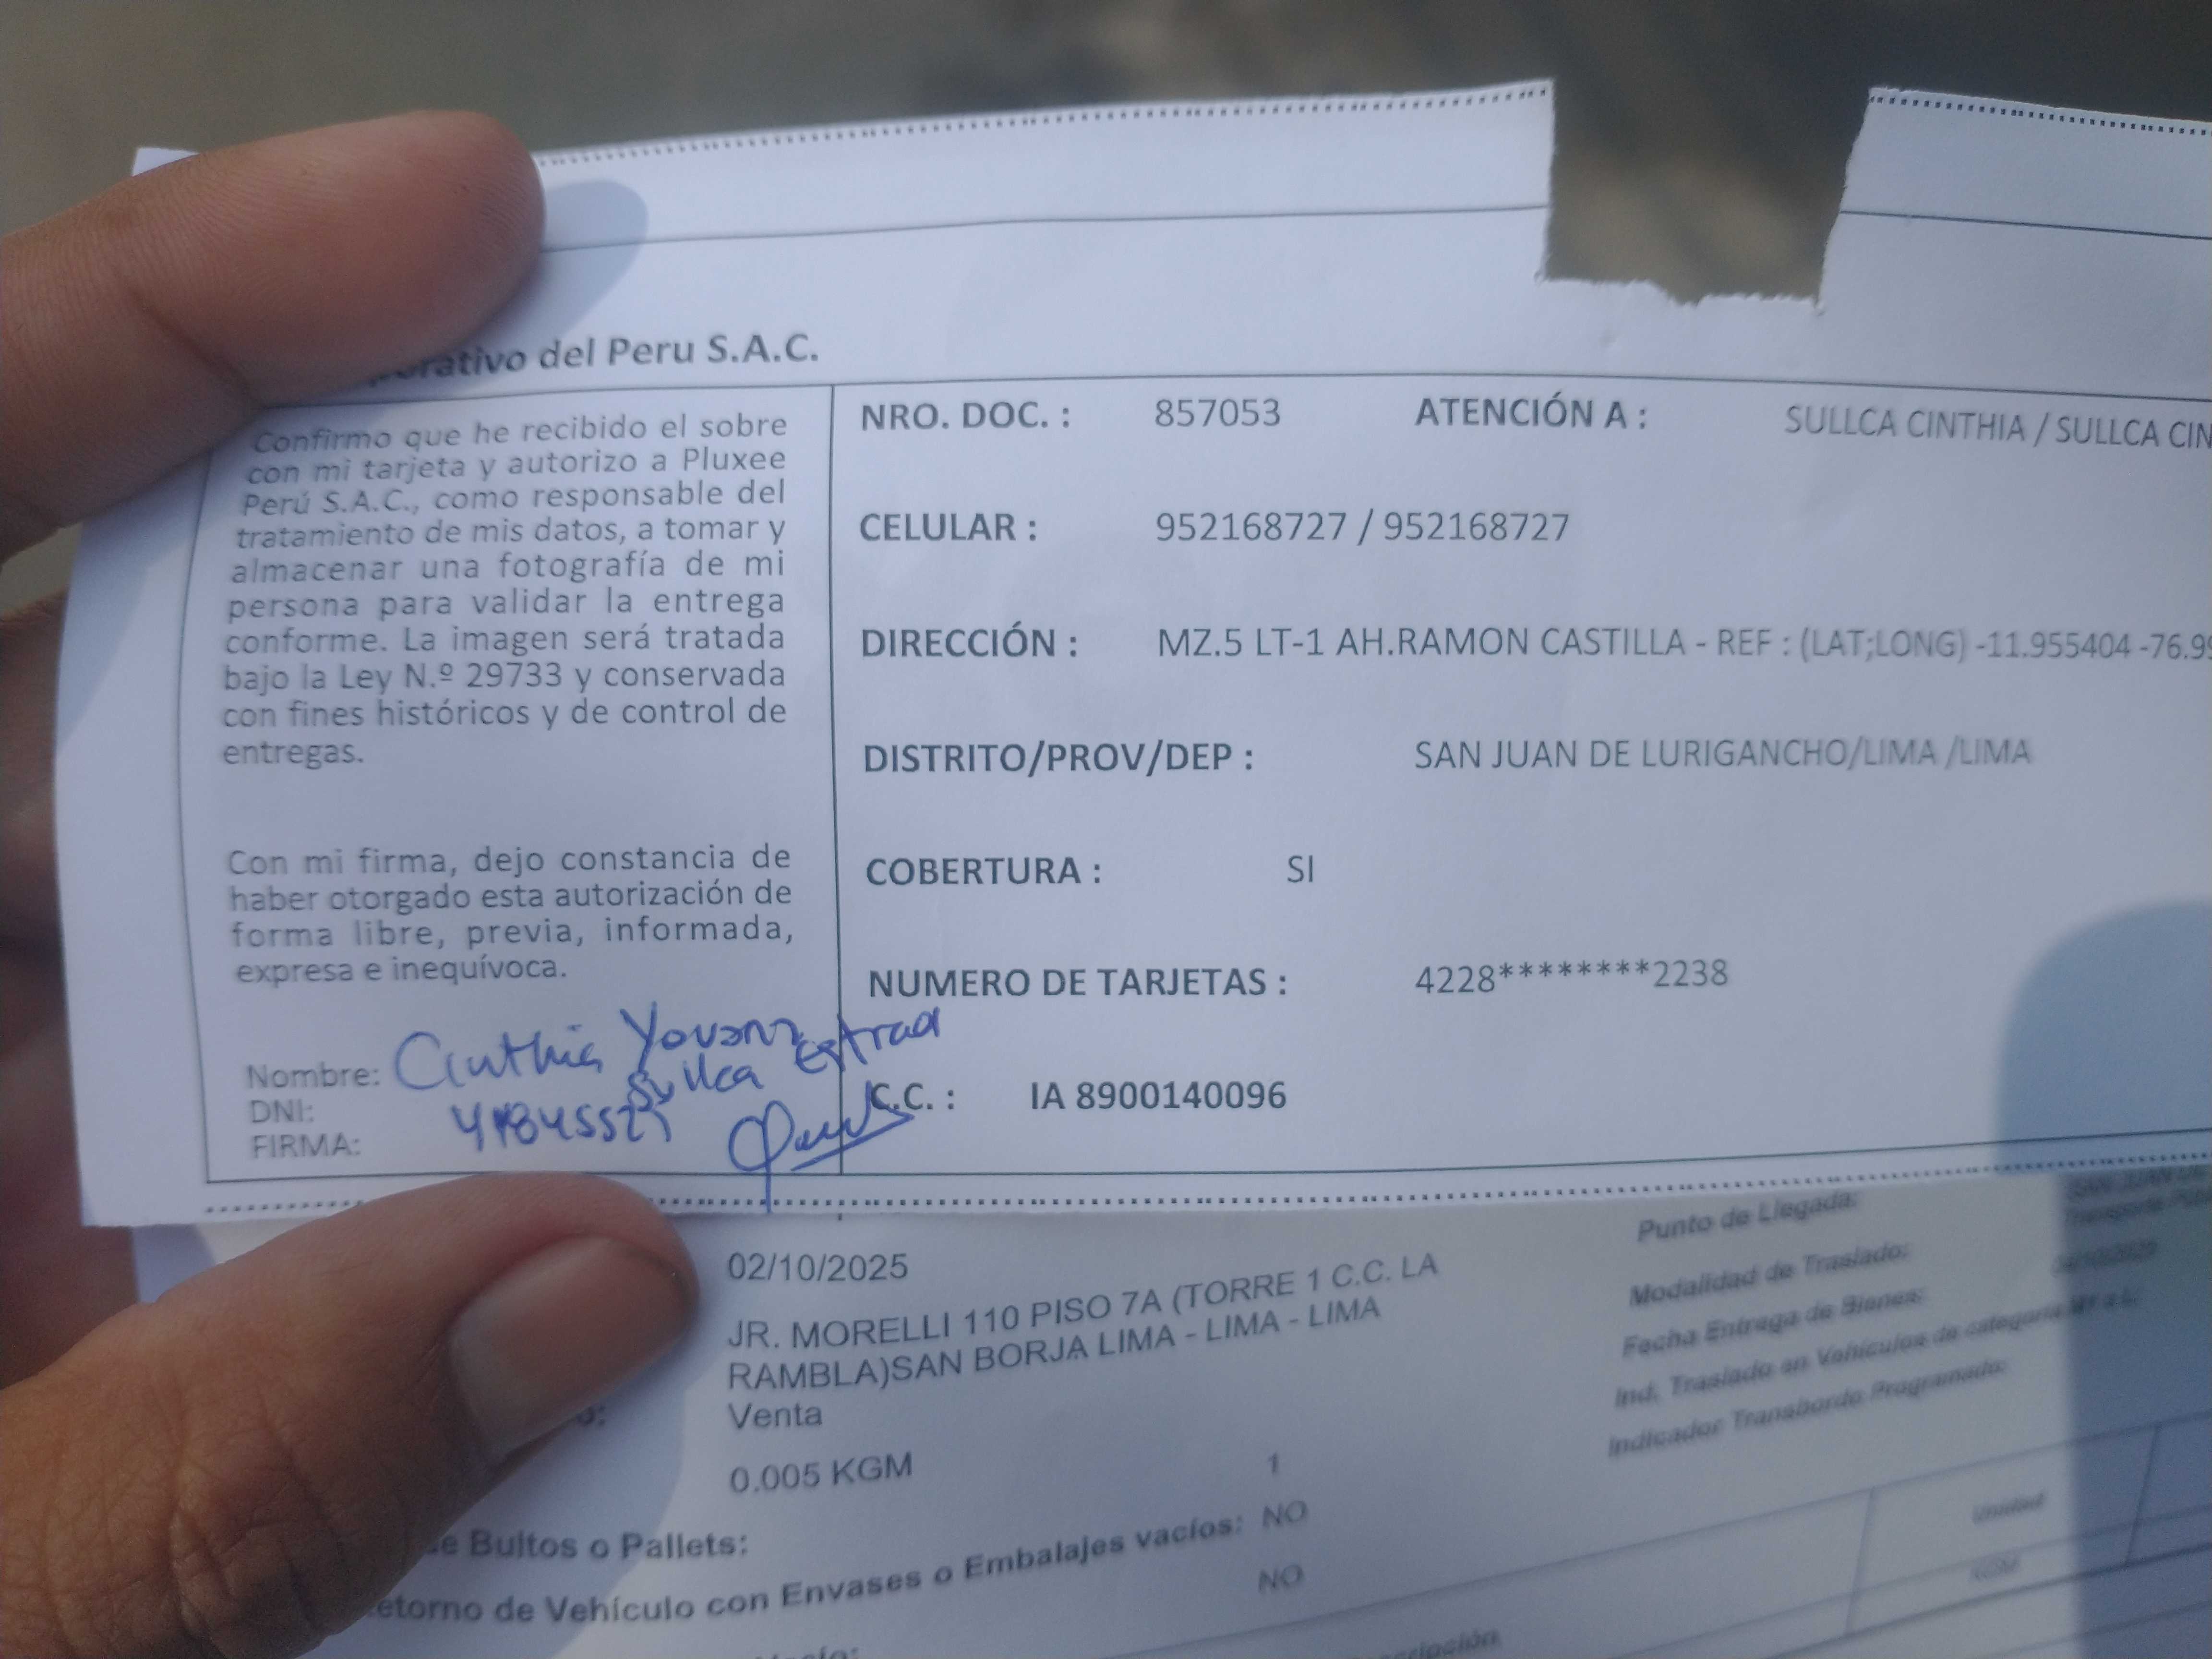 del Peru S.A.C.
Confirmo que he recibido el sobre
con mi tarjeta y autorizo a Pluxee
Perú S.A.C., como responsable del
tratamiento de mis datos, a tomar y
almacenar una fotografía de mi
persona para validar la entrega
conforme. La imagen será tratada
bajo la Ley N.º 29733 y conservada
con fines históricos y de control de
entregas.
Con mi firma, dejo constancia de
haber otorgado esta autorización de
forma libre, previa, informada,
expresa e inequívoca.
Nombre: Cinthia
Sullca
DNI:
FIRMA:
NRO. DOC. : 857053 ATENCIÓN A : SULLCA CINTHIA / SULLCA CIN
CELULAR : 952168727 / 952168727
DIRECCIÓN : MZ.5 LT-1 AH.RAMON CASTILLA - REF : (LAT;LONG) -11.955404 -76.99
DISTRITO/PROV/DEP : SAN JUAN DE LURIGANCHO/LIMA /LIMA
COBERTURA : SI
NUMERO DE TARJETAS : 4228********2238
C.C. : IA 8900140096
02/10/2025
JR. MORELLI 110 PISO 7A (TORRE 1 C.C. LA
RAMBLA)SAN BORJA LIMA - LIMA - LIMA
Venta
0.005 KGM
1
de Bultos o Pallets:
Retorno de Vehículo con Envases o Embalajes vacíos: NO
NO
Punto de Llegada:
Modalidad de Traslado:
Fecha Entrega de Bienes:
Ind. Traslado en Vehículos de categoría M1 o L:
Indicador Transbordo Programado:
Unidad
KGM